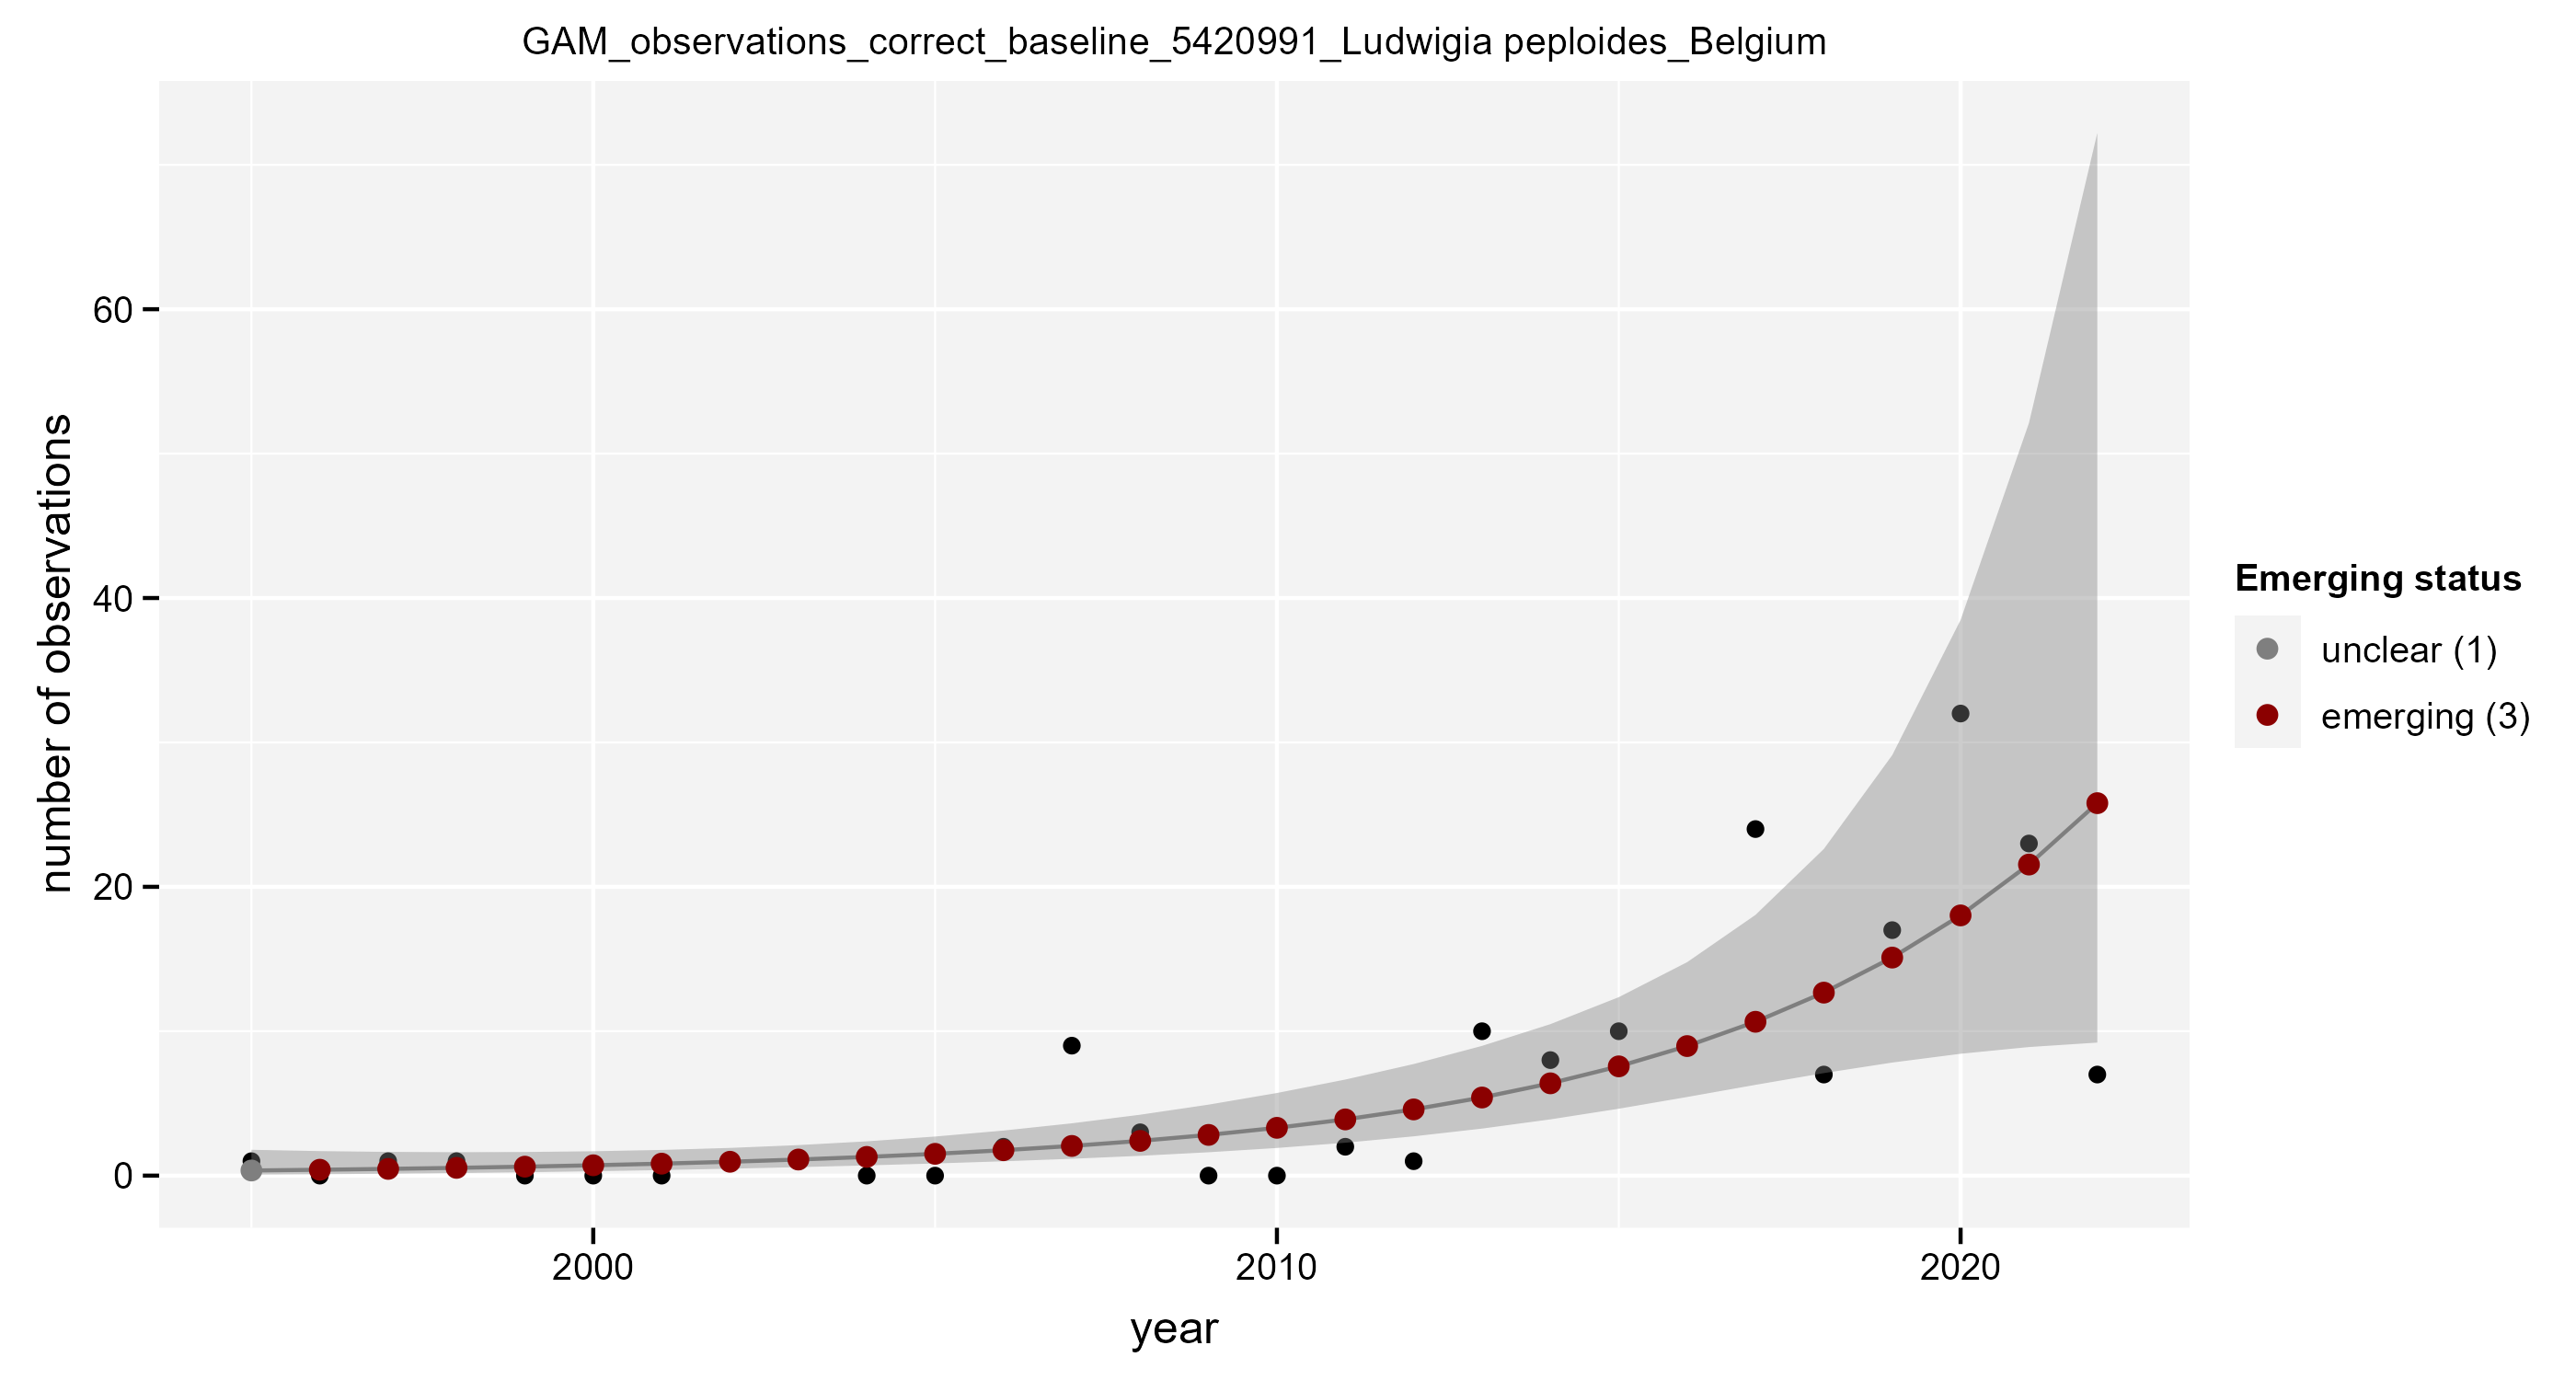 GAM_observations_correct_baseline_5420991_Ludwigia peploides_Belgium
number of observations
60
40
20
0
2000
2010
2020
year
Emerging status
unclear (1)
emerging (3)